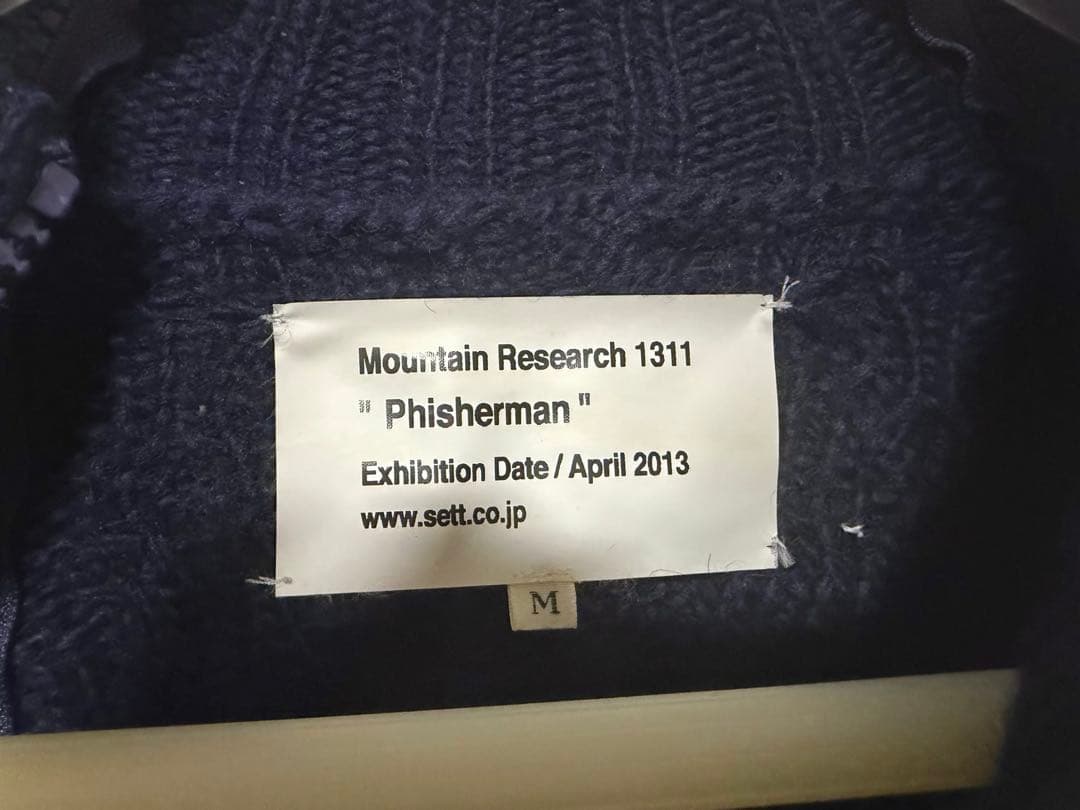 Mountain Research 1311
" Phisherman "
Exhibition Date / April 2013
www.sett.co.jp
M